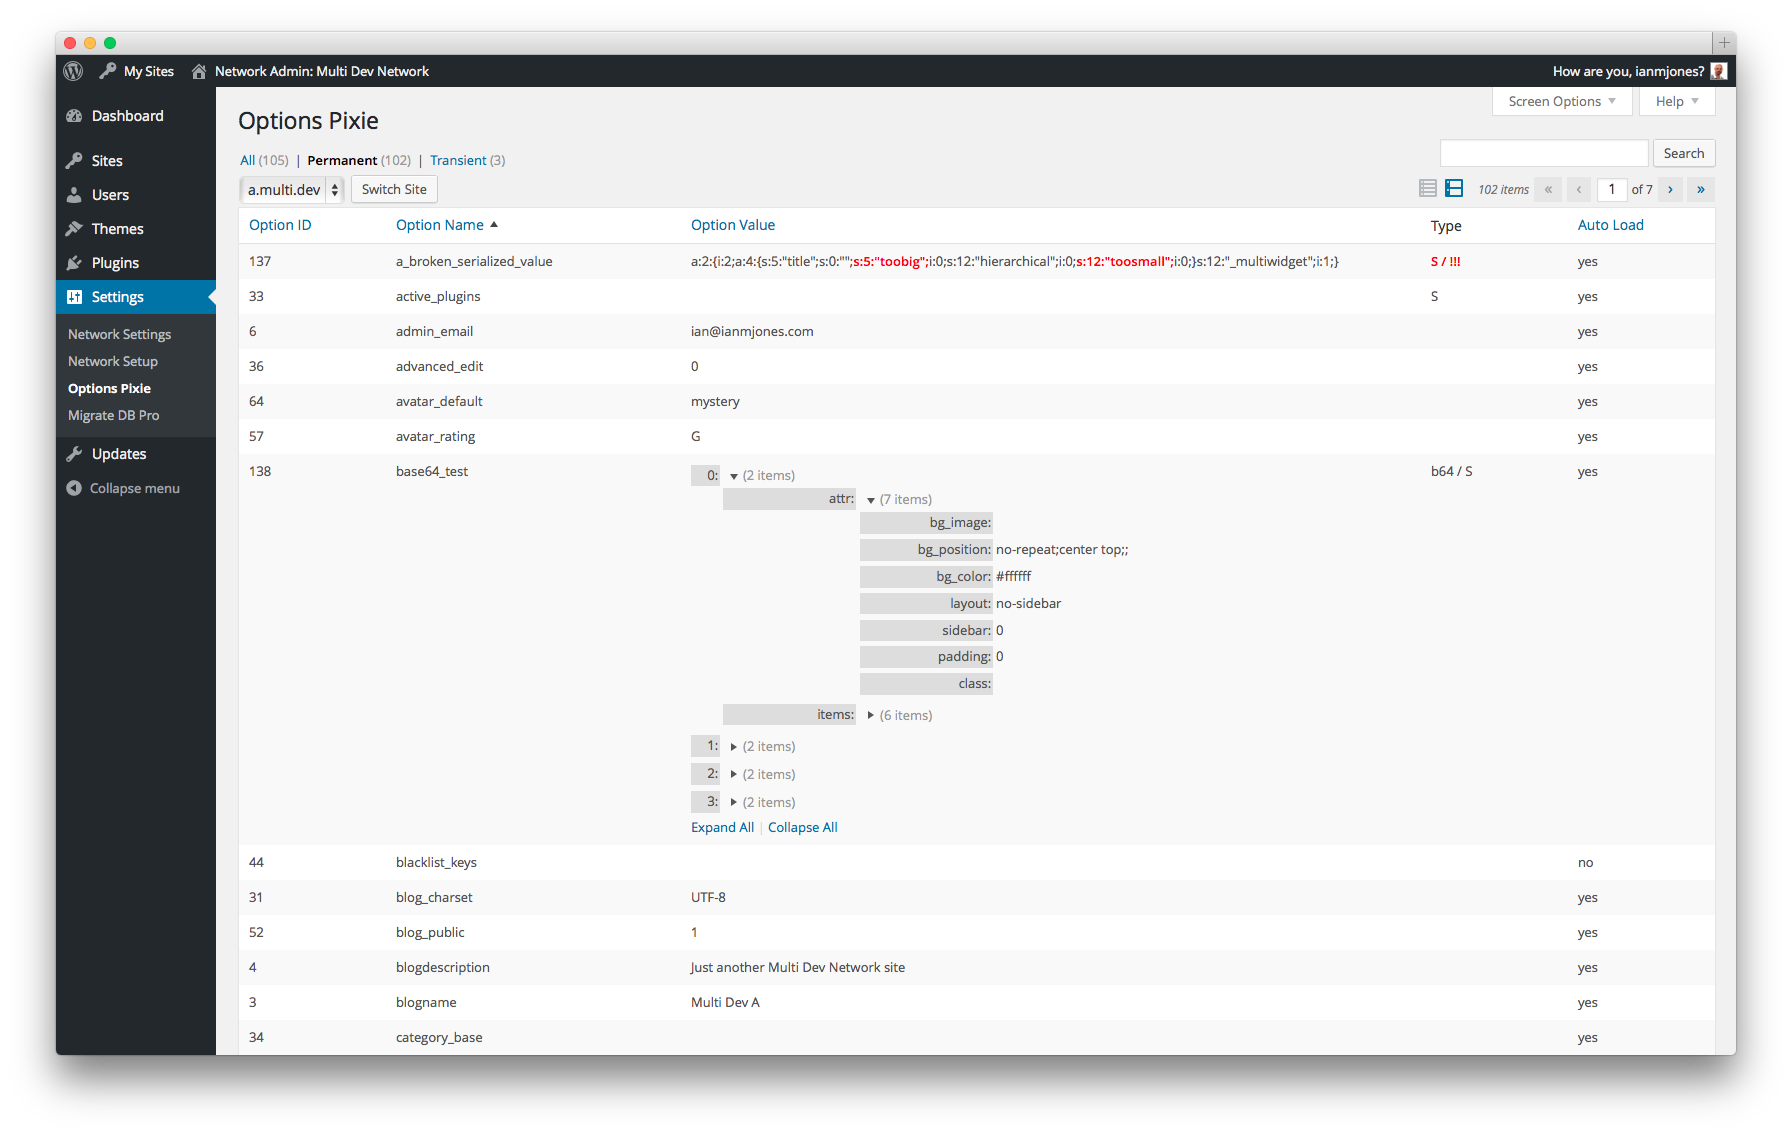 My Sites Network Admin: Multi Dev Network How are you, ianmjones?
Dashboard
Sites
Users
Themes
Plugins
Settings
Network Settings
Network Setup
Options Pixie
Migrate DB Pro
Updates
Collapse menu
Screen Options Help
Options Pixie
All (105) | Permanent (102) | Transient (3)
Search
a.multi.dev Switch Site
102 items « ‹ 1 of 7 › »
Option ID Option Name Option Value Type Auto Load
137 a_broken_serialized_value a:2:{i:2;a:4:{s:5:"title";s:0:"";s:5:"toobig";i:0;s:12:"hierarchical";i:0;s:12:"toosmall";i:0;}s:12:"_multiwidget";i:1;} S / !!! yes
33 active_plugins S yes
6 admin_email ian@ianmjones.com yes
36 advanced_edit 0 yes
64 avatar_default mystery yes
57 avatar_rating G yes
138 base64_test 0: (2 items) b64 / S yes
attr: (7 items)
bg_image:
bg_position: no-repeat;center top;;
bg_color: #ffffff
layout: no-sidebar
sidebar: 0
padding: 0
class:
items: (6 items)
1: (2 items)
2: (2 items)
3: (2 items)
Expand All | Collapse All
44 blacklist_keys no
31 blog_charset UTF-8 yes
52 blog_public 1 yes
4 blogdescription Just another Multi Dev Network site yes
3 blogname Multi Dev A yes
34 category_base yes